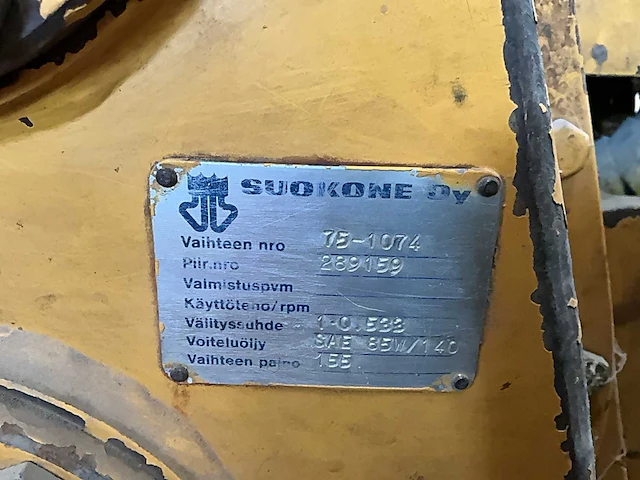 SUOKONE Oy
Vaihteen nro 75-1074
Piir.nro 289159
Valmistuspvm
Käyttöteho/rpm
Välityssuhde 1-0.533
Voiteluöljy SAE 85W/140
Vaihteen paino 155